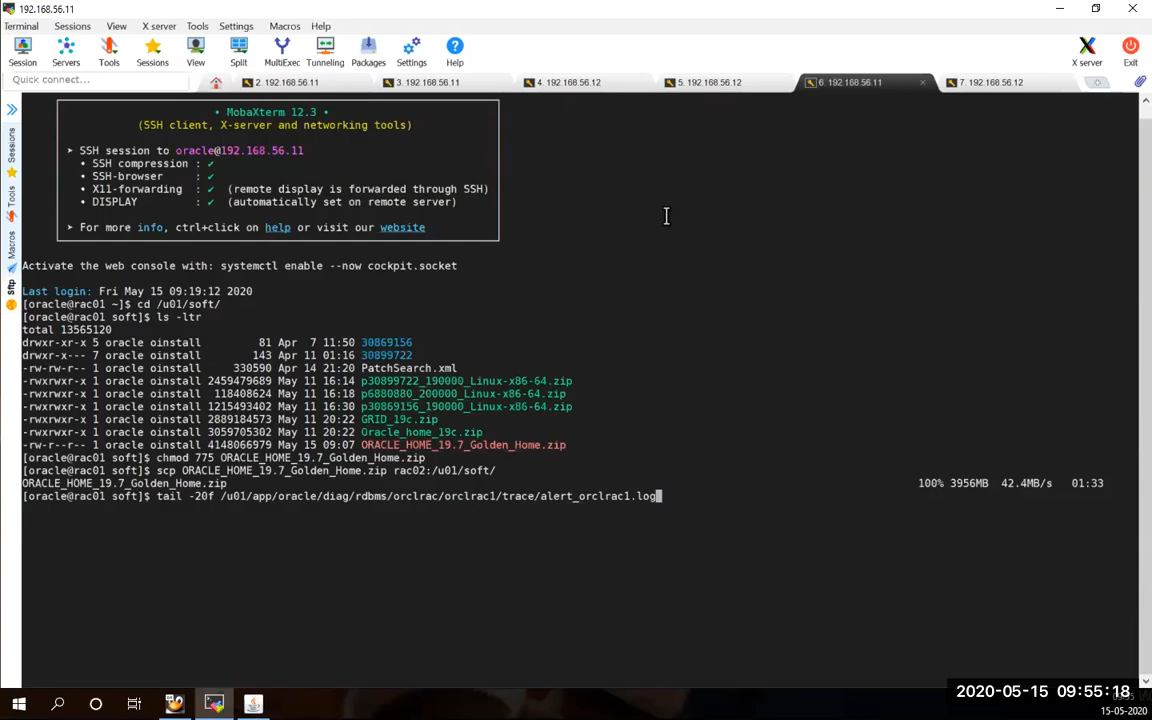 192.168.56.11
Terminal Sessions View X server Tools Settings Macros Help
Session Servers Tools Sessions View Split MultiExec Tunneling Packages Settings Help X server Exit
Quick connect... 2. 192.168.56.11 3. 192.168.56.11 4. 192.168.56.12 5. 192.168.56.12 6. 192.168.56.11 7. 192.168.56.12
Sessions
Tools
Macros
sftp
• MobaXterm 12.3 •
(SSH client, X-server and networking tools)
➤ SSH session to oracle@192.168.56.11
• SSH compression : ✔
• SSH-browser : ✔
• X11-forwarding : ✔ (remote display is forwarded through SSH)
• DISPLAY : ✔ (automatically set on remote server)
➤ For more info, ctrl+click on help or visit our website
Activate the web console with: systemctl enable --now cockpit.socket
Last login: Fri May 15 09:19:12 2020
[oracle@rac01 ~]$ cd /u01/soft/
[oracle@rac01 soft]$ ls -ltr
total 13565120
drwxr-xr-x 5 oracle oinstall 81 Apr 7 11:50 30869156
drwxr-x--- 7 oracle oinstall 143 Apr 11 01:16 30899722
-rw-rw-r-- 1 oracle oinstall 330590 Apr 14 21:20 PatchSearch.xml
-rwxrwxr-x 1 oracle oinstall 2459479689 May 11 16:14 p30899722_190000_Linux-x86-64.zip
-rwxrwxr-x 1 oracle oinstall 118408624 May 11 16:18 p6880880_200000_Linux-x86-64.zip
-rwxrwxr-x 1 oracle oinstall 1215493402 May 11 16:30 p30869156_190000_Linux-x86-64.zip
-rwxrwxr-x 1 oracle oinstall 2889184573 May 11 20:22 GRID_19c.zip
-rwxrwxr-x 1 oracle oinstall 3059705302 May 11 20:22 Oracle_home_19c.zip
-rw-r--r-- 1 oracle oinstall 4148066979 May 15 09:07 ORACLE_HOME_19.7_Golden_Home.zip
[oracle@rac01 soft]$ chmod 775 ORACLE_HOME_19.7_Golden_Home.zip
[oracle@rac01 soft]$ scp ORACLE_HOME_19.7_Golden_Home.zip rac02:/u01/soft/
ORACLE_HOME_19.7_Golden_Home.zip 100% 3956MB 42.4MB/s 01:33
[oracle@rac01 soft]$ tail -20f /u01/app/oracle/diag/rdbms/orclrac/orclrac1/trace/alert_orclrac1.log
2020-05-15 09:55:18
15-05-2020